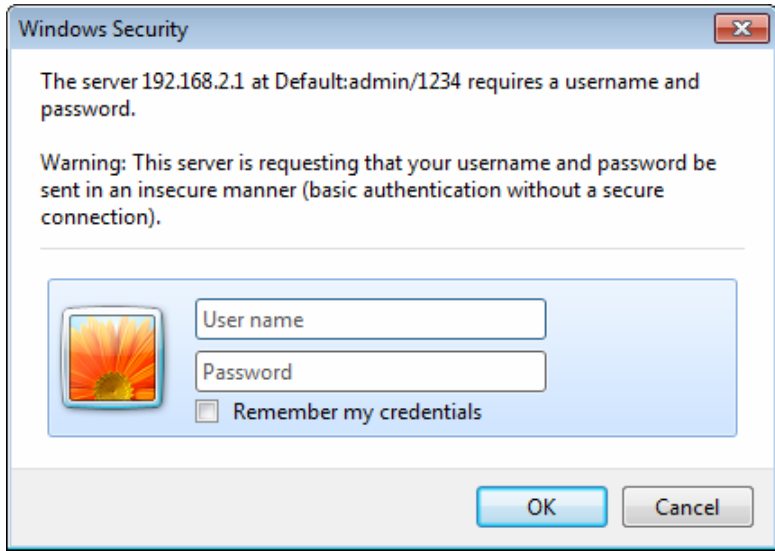 Windows Security
The server 192.168.2.1 at Default:admin/1234 requires a username and
password.
Warning: This server is requesting that your username and password be
sent in an insecure manner (basic authentication without a secure
connection).
User name
Password
Remember my credentials
OK
Cancel